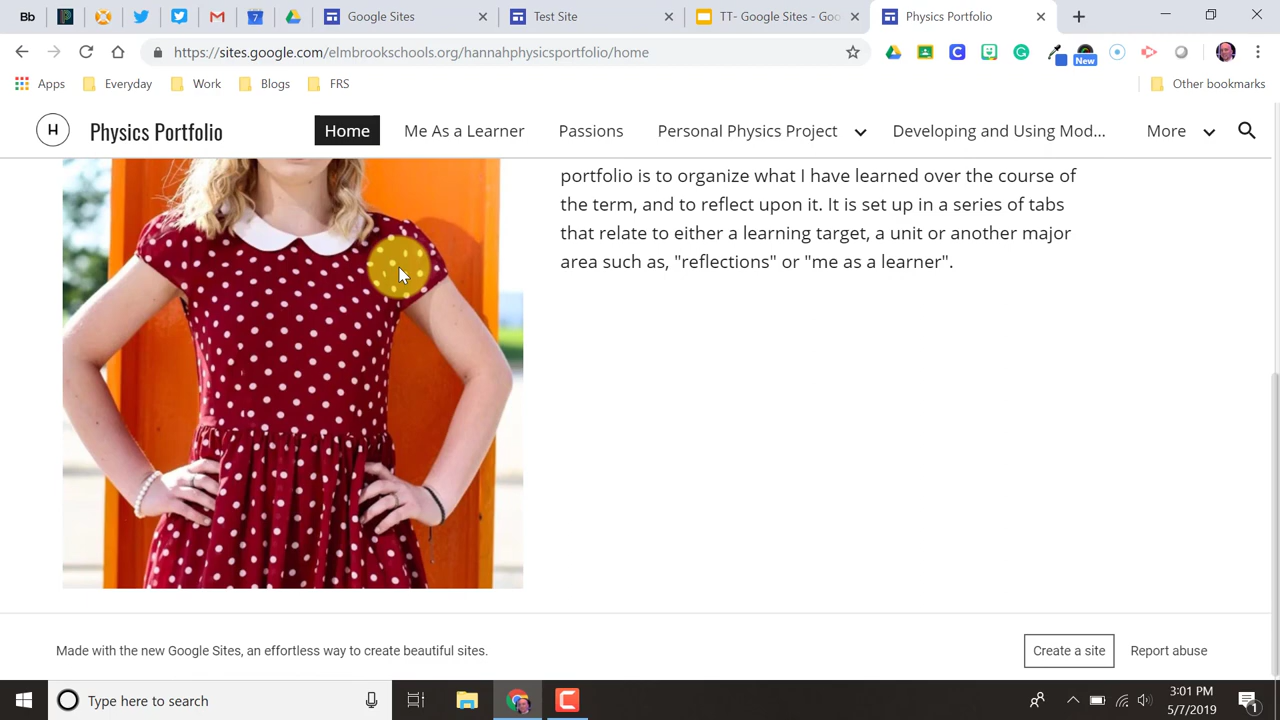 Bb
7
Google Sites
Test Site
TT- Google Sites - Goo
Physics Portfolio
https://sites.google.com/elmbrookschools.org/hannahphysicsportfolio/home
New
Apps
Everyday
Work
Blogs
FRS
Other bookmarks
H
Physics Portfolio
Home
Me As a Learner
Passions
Personal Physics Project
Developing and Using Mod...
More
portfolio is to organize what I have learned over the course of
the term, and to reflect upon it. It is set up in a series of tabs
that relate to either a learning target, a unit or another major
area such as, "reflections" or "me as a learner".
Made with the new Google Sites, an effortless way to create beautiful sites.
Create a site
Report abuse
Type here to search
3:01 PM
5/7/2019
1